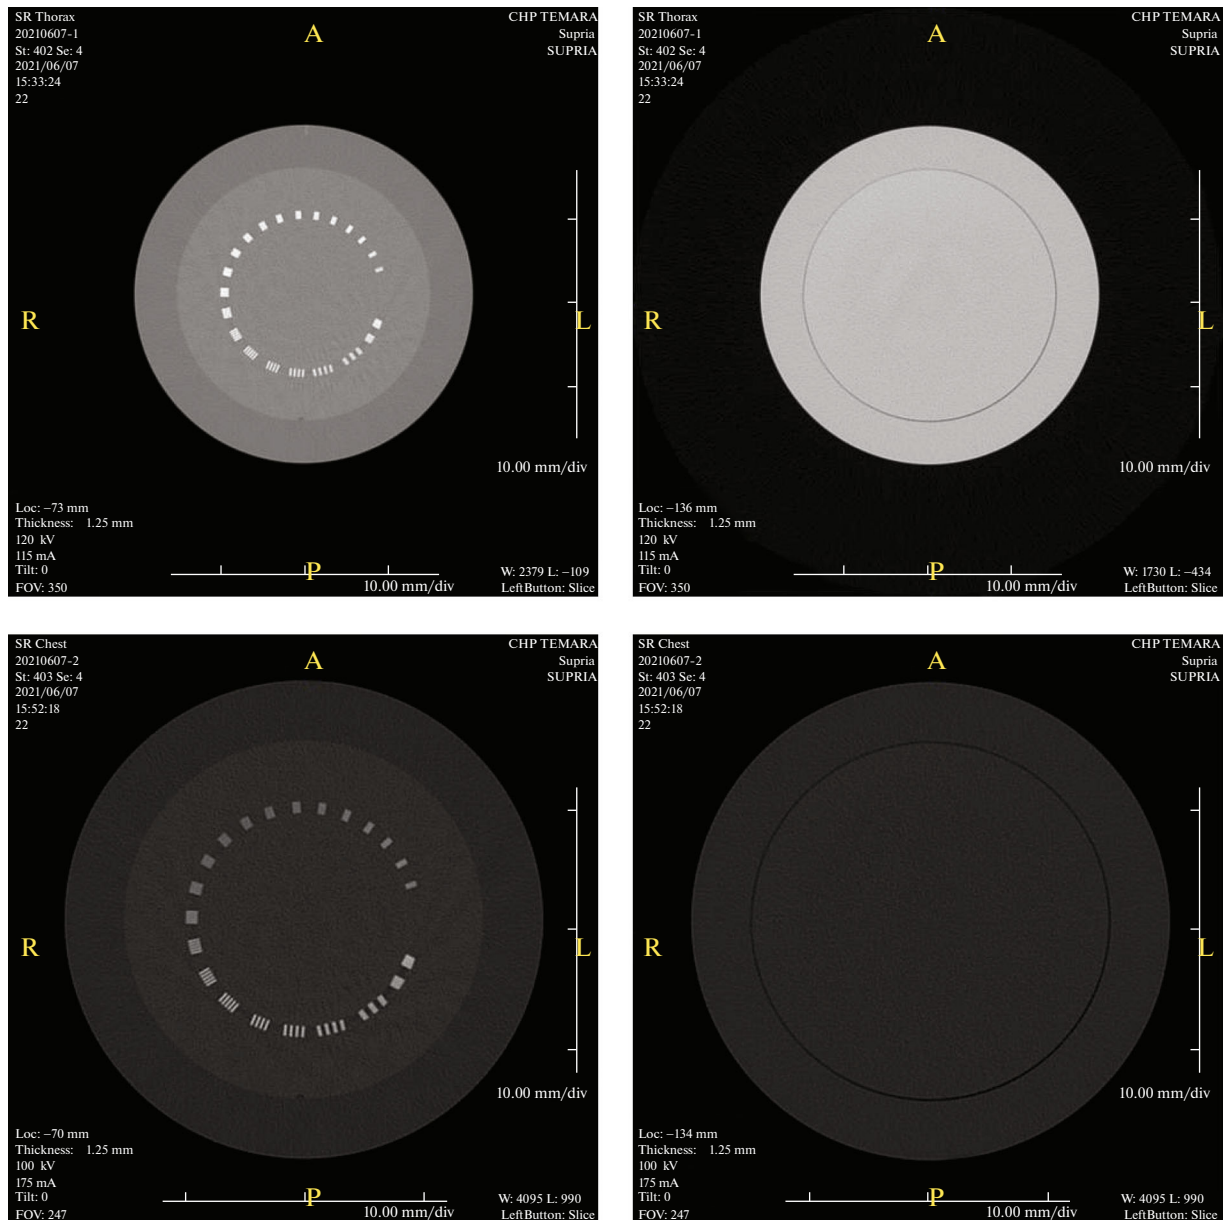 SR Thorax
20210607-1
St: 402 Se: 4
2021/06/07
15:33:24
22
A
CHP TEMARA
Supria
SUPRIA
R
L
10.00 mm/div
Loc: −73 mm
Thickness: 1.25 mm
120 kV
115 mA
Tilt: 0
FOV: 350
P
10.00 mm/div
W: 2379 L: −109
LeftButton: Slice
SR Thorax
20210607-1
St: 402 Se: 4
2021/06/07
15:33:24
22
A
CHP TEMARA
Supria
SUPRIA
R
L
10.00 mm/div
Loc: −136 mm
Thickness: 1.25 mm
120 kV
115 mA
Tilt: 0
FOV: 350
P
10.00 mm/div
W: 1730 L: −434
LeftButton: Slice
SR Chest
20210607-2
St: 403 Se: 4
2021/06/07
15:52:18
22
A
CHP TEMARA
Supria
SUPRIA
R
L
10.00 mm/div
Loc: −70 mm
Thickness: 1.25 mm
100 kV
175 mA
Tilt: 0
FOV: 247
P
10.00 mm/div
W: 4095 L: 990
LeftButton: Slice
SR Chest
20210607-2
St: 403 Se: 4
2021/06/07
15:52:18
22
A
CHP TEMARA
Supria
SUPRIA
R
L
10.00 mm/div
Loc: −134 mm
Thickness: 1.25 mm
100 kV
175 mA
Tilt: 0
FOV: 247
P
10.00 mm/div
W: 4095 L: 990
LeftButton: Slice